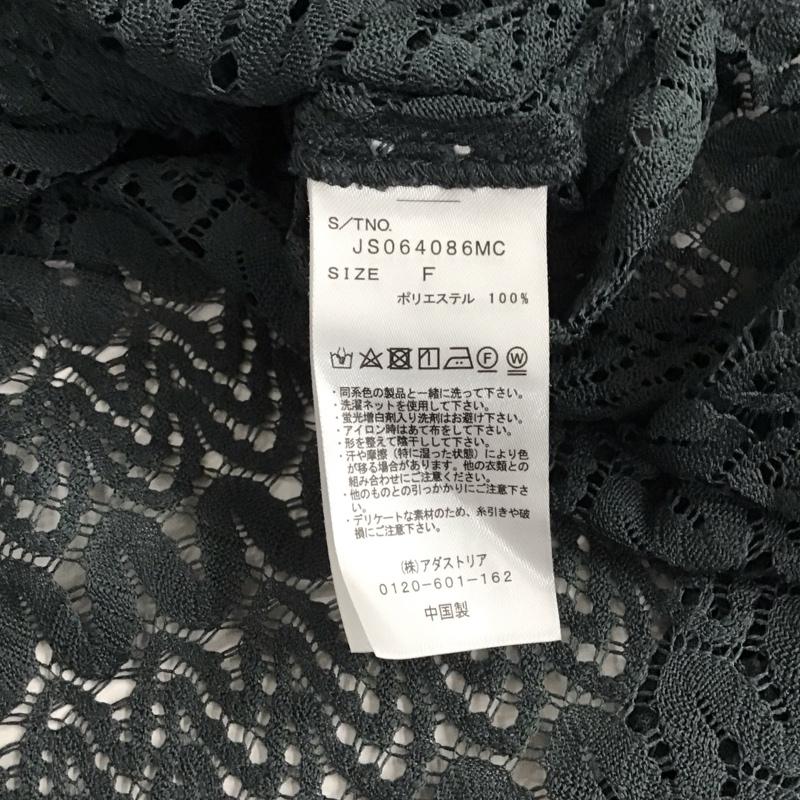 S/TNO.
JS064086MC
SIZE F
ポリエステル 100%
F W
・同系色の製品と一緒に洗って下さい。
・洗濯ネットを使用して下さい。
・蛍光増白剤入り洗剤はお避け下さい。
・アイロン時はあて布をして下さい。
・形を整えて陰干しして下さい。
・汗や摩擦（特に湿った状態）により色
が移る場合があります。他の衣類との
組み合わせにご注意ください。
・他のものとの引っかかりにご注意下さ
い。
・デリケートな素材のため、糸引きや破
損にご注意下さい。
(株)アダストリア
0120-601-162
中国製